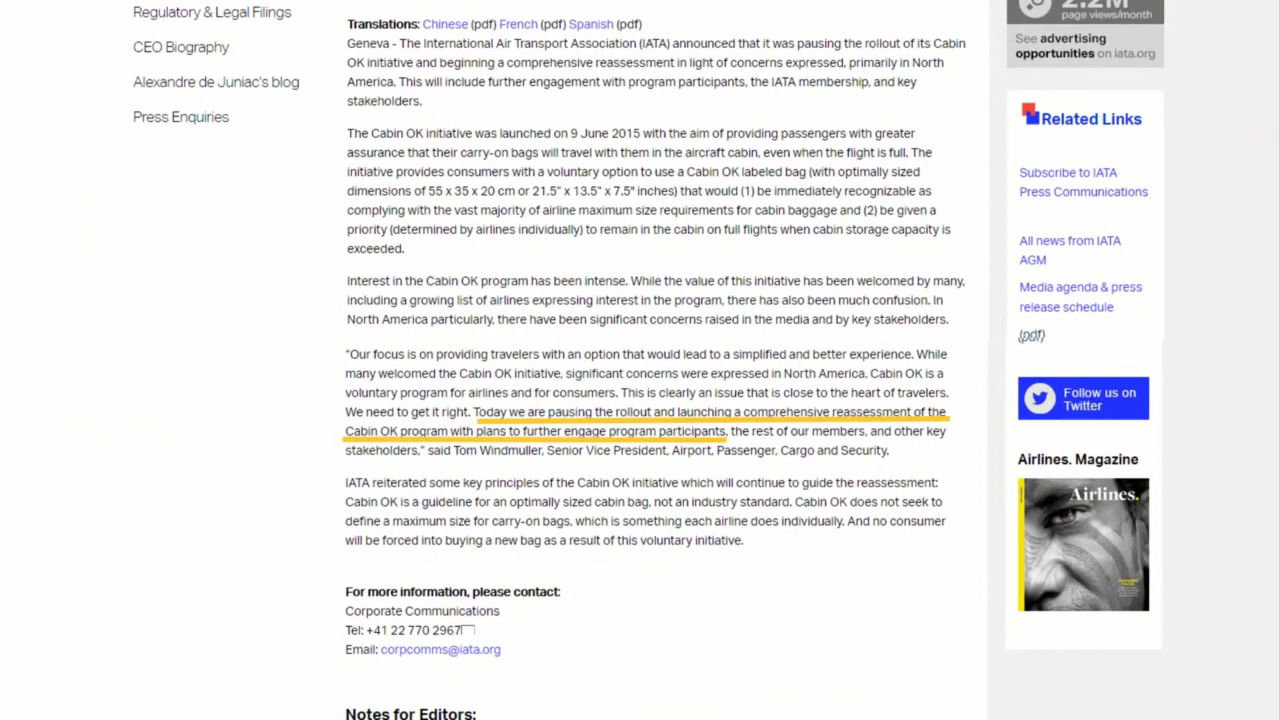 Regulatory & Legal Filings
CEO Biography
Alexandre de Juniac's blog
Press Enquiries
Translations: Chinese (pdf) French (pdf) Spanish (pdf)
Geneva - The International Air Transport Association (IATA) announced that it was pausing the rollout of its Cabin
OK initiative and beginning a comprehensive reassessment in light of concerns expressed, primarily in North
America. This will include further engagement with program participants, the IATA membership, and key
stakeholders.
The Cabin OK initiative was launched on 9 June 2015 with the aim of providing passengers with greater
assurance that their carry-on bags will travel with them in the aircraft cabin, even when the flight is full. The
initiative provides consumers with a voluntary option to use a Cabin OK labeled bag (with optimally sized
dimensions of 55 x 35 x 20 cm or 21.5" x 13.5" x 7.5" inches) that would (1) be immediately recognizable as
complying with the vast majority of airline maximum size requirements for cabin baggage and (2) be given a
priority (determined by airlines individually) to remain in the cabin on full flights when cabin storage capacity is
exceeded.
Interest in the Cabin OK program has been intense. While the value of this initiative has been welcomed by many,
including a growing list of airlines expressing interest in the program, there has also been much confusion. In
North America particularly, there have been significant concerns raised in the media and by key stakeholders.
"Our focus is on providing travelers with an option that would lead to a simplified and better experience. While
many welcomed the Cabin OK initiative, significant concerns were expressed in North America. Cabin OK is a
voluntary program for airlines and for consumers. This is clearly an issue that is close to the heart of travelers.
We need to get it right. Today we are pausing the rollout and launching a comprehensive reassessment of the
Cabin OK program with plans to further engage program participants, the rest of our members, and other key
stakeholders," said Tom Windmuller, Senior Vice President, Airport, Passenger, Cargo and Security.
IATA reiterated some key principles of the Cabin OK initiative which will continue to guide the reassessment:
Cabin OK is a guideline for an optimally sized cabin bag, not an industry standard. Cabin OK does not seek to
define a maximum size for carry-on bags, which is something each airline does individually. And no consumer
will be forced into buying a new bag as a result of this voluntary initiative.
For more information, please contact:
Corporate Communications
Tel: +41 22 770 2967
Email: corpcomms@iata.org
Notes for Editors:
2.2M
page views/month
See advertising
opportunities on iata.org
Related Links
Subscribe to IATA
Press Communications
All news from IATA
AGM
Media agenda & press
release schedule
(pdf)
Follow us on
Twitter
Airlines. Magazine
Airlines.